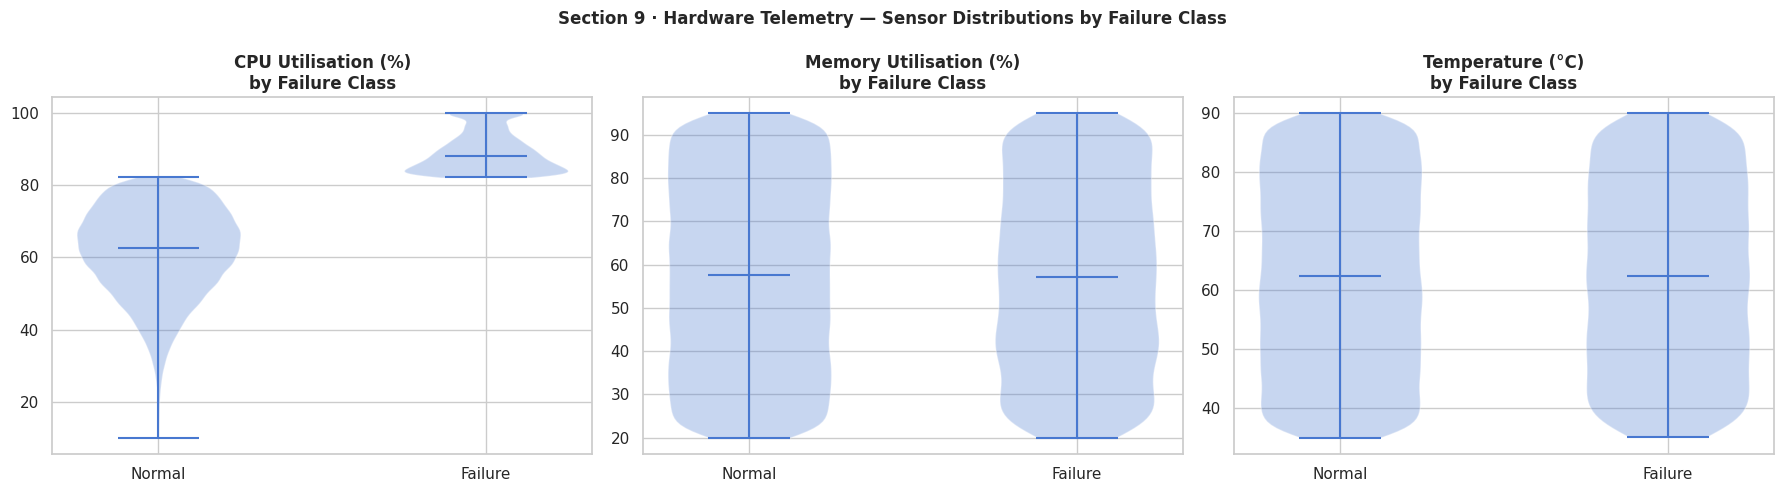 Section 9 · Hardware Telemetry — Sensor Distributions by Failure Class
CPU Utilisation (%)
by Failure Class
100
80
60
40
20
Normal
Failure
Memory Utilisation (%)
by Failure Class
90
80
70
60
50
40
30
20
Normal
Failure
Temperature (°C)
by Failure Class
90
80
70
60
50
40
Normal
Failure